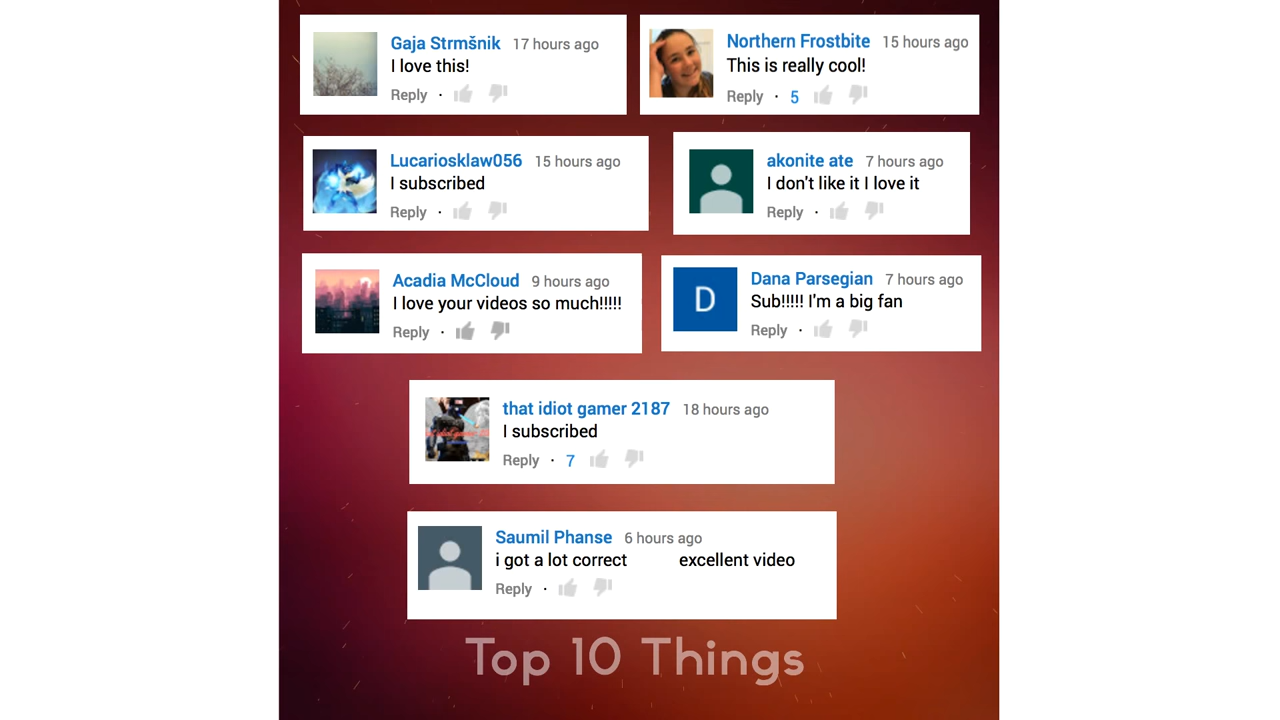 Gaja Strmšnik 17 hours ago
I love this!
Reply ·
Northern Frostbite 15 hours ago
This is really cool!
Reply · 5
Lucariosklaw056 15 hours ago
I subscribed
Reply ·
akonite ate 7 hours ago
I don't like it I love it
Reply ·
Acadia McCloud 9 hours ago
I love your videos so much!!!!!
Reply ·
D
Dana Parsegian 7 hours ago
Sub!!!!! I'm a big fan
Reply ·
that idiot gamer 2187 18 hours ago
I subscribed
Reply · 7
Saumil Phanse 6 hours ago
i got a lot correct excellent video
Reply ·
Top 10 Things